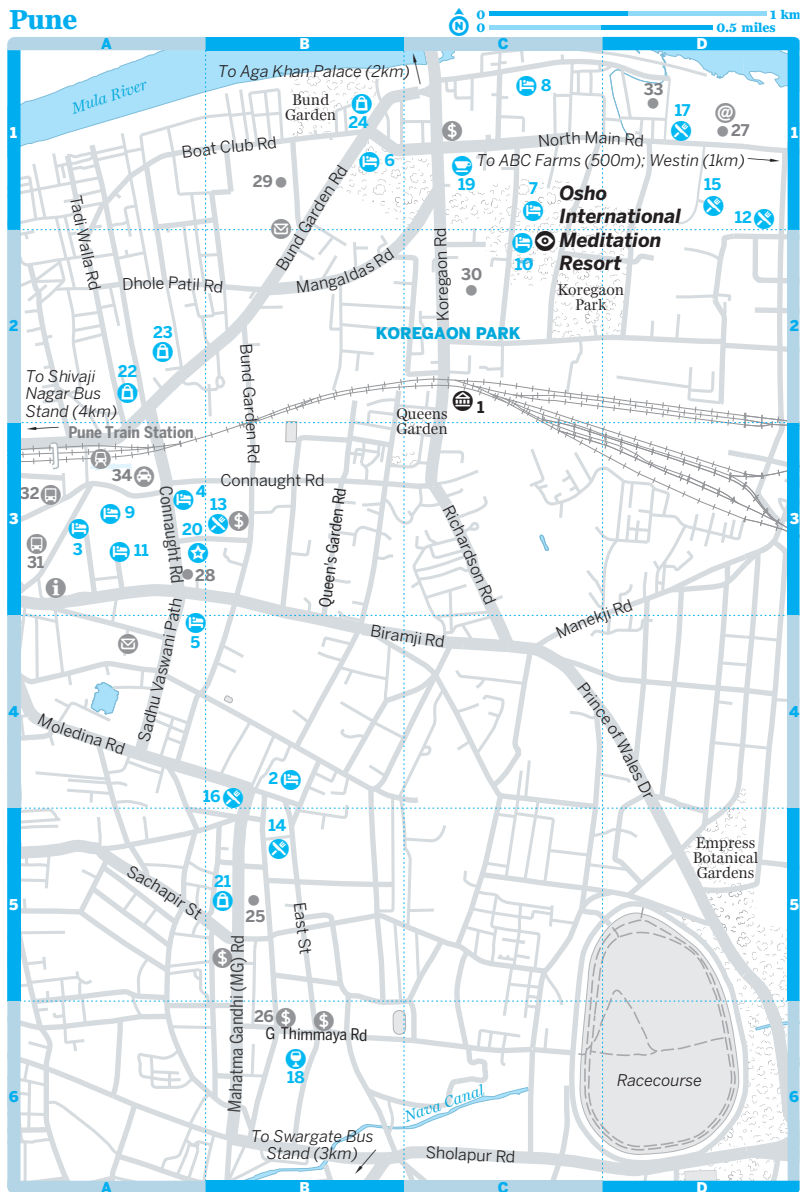 Pune
N
0 1 km
0 0.5 miles
A B C D
To Aga Khan Palace (2km)
Mula River
Bund
Garden
24
8
33
17
@
27
1 1
$
North Main Rd
Boat Club Rd
6
To ABC Farms (500m); Westin (1km)
19
29
7
15
12
Osho
International
Meditation
Resort
10
Tadi Walla Rd
Bund Garden Rd
Mangaldas Rd
Koregaon Rd
30
Koregaon
Park
Dhole Patil Rd
2 2
KOREGAON PARK
23
22
Bund Garden Rd
To Shivaji
Nagar Bus
Stand (4km)
Queens
Garden
1
Pune Train Station
34
Connaught Rd
32
4
13
$
9
3
11
20
3 3
31
28
i
Connaught Rd
Queen's Garden Rd
Richardson Rd
Manekji Rd
Biramji Rd
5
Sadhu Vaswani Path
4 4
Moledina Rd
Prince of Wales Dr
2
16
14
Empress
Botanical
Gardens
Sachapir St
21
25
5 5
East St
$
Mahatma Gandhi (MG) Rd
26
$
$
G Thimmaya Rd
18
Racecourse
6 6
Nava Canal
To Swargate Bus
Stand (3km)
Sholapur Rd
A B C D